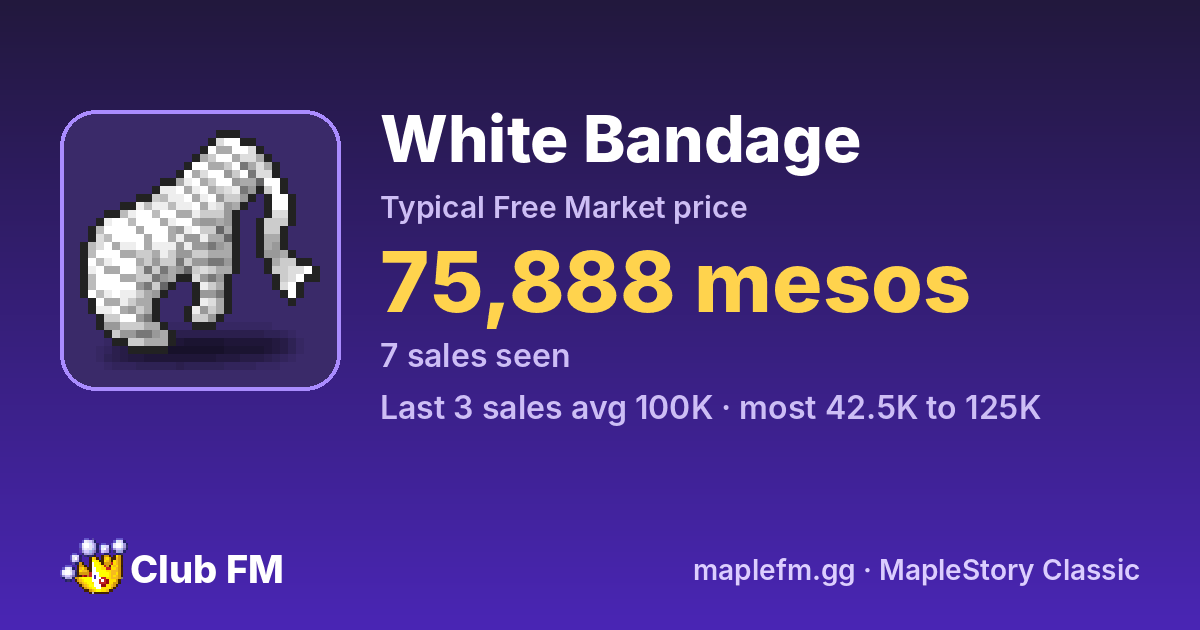 White Bandage
Typical Free Market price
75,888 mesos
7 sales seen
Last 3 sales avg 100K · most 42.5K to 125K
Club FM
maplefm.gg · MapleStory Classic